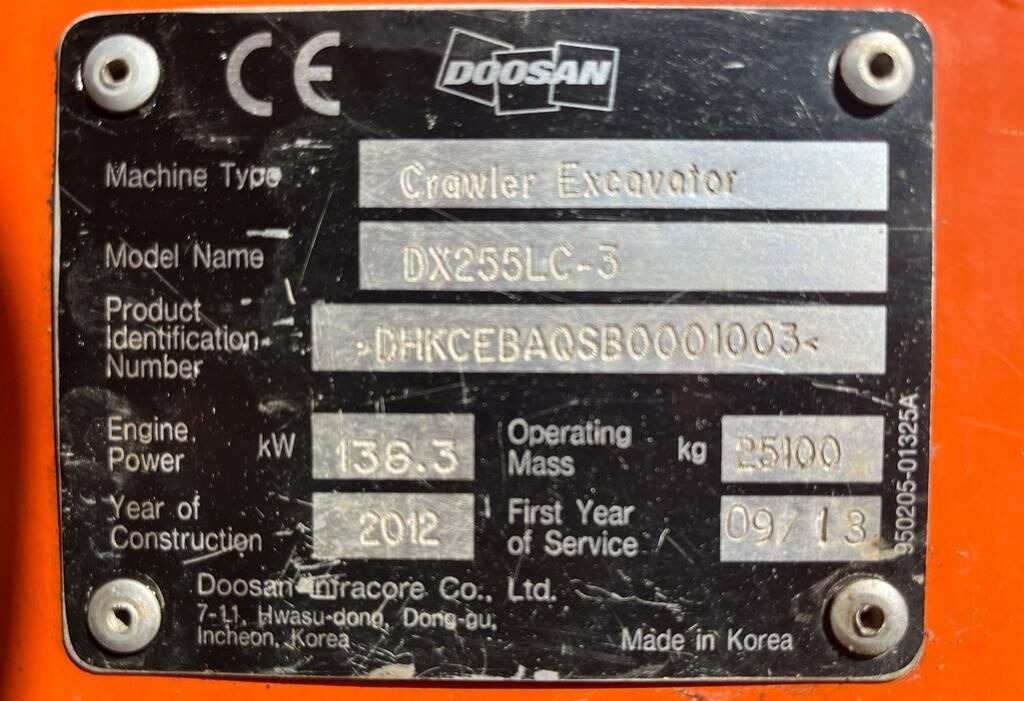 CE DOOSAN
Machine Type Crawler Excavator
Model Name DX255LC-3
Product
Identification
Number
>DHKCEBAQSB0001003<
Engine
Power
kW 138.3
Operating
Mass
kg 25100
Year of
Construction
2012
First Year
of Service
09/13
950205-01325A
Doosan Infracore Co., Ltd.
7-11, Hwasu-dong, Dong-gu,
Incheon, Korea
Made in Korea